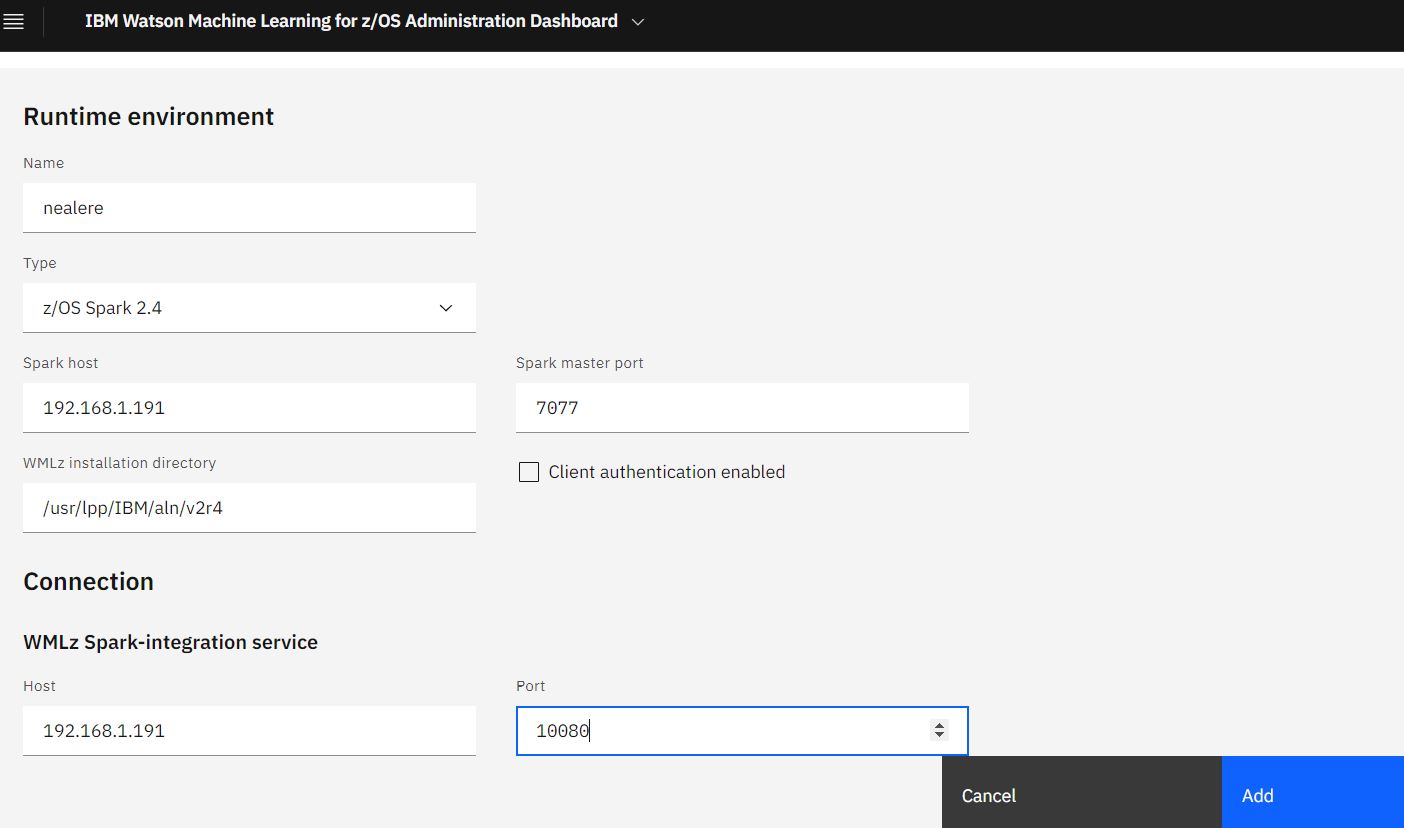 IBM Watson Machine Learning for z/OS Administration Dashboard
Runtime environment
Name
nealere
Type
z/OS Spark 2.4
Spark host
Spark master port
192.168.1.191
7077
WMLz installation directory
Client authentication enabled
/usr/lpp/IBM/aln/v2r4
Connection
WMLz Spark-integration service
Host
Port
192.168.1.191
10080
Cancel
Add